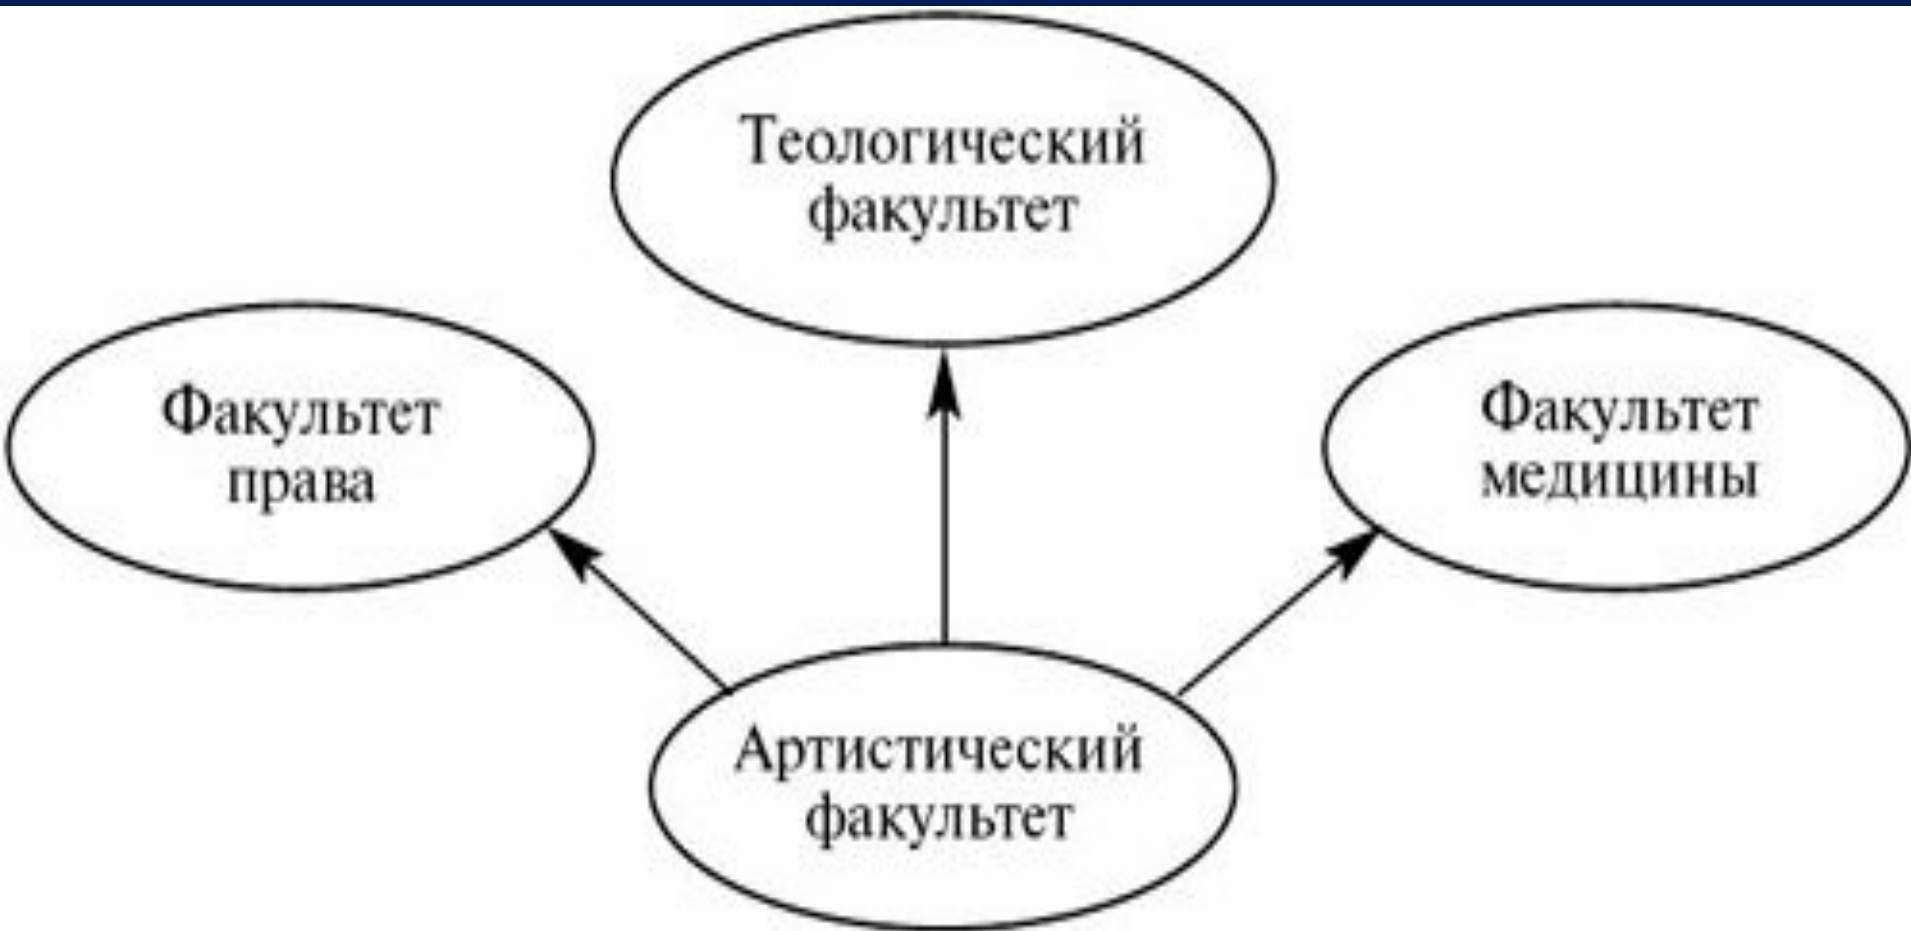 Теологический
факультет
Факультет
права
Факультет
медицины
Артистический
факультет